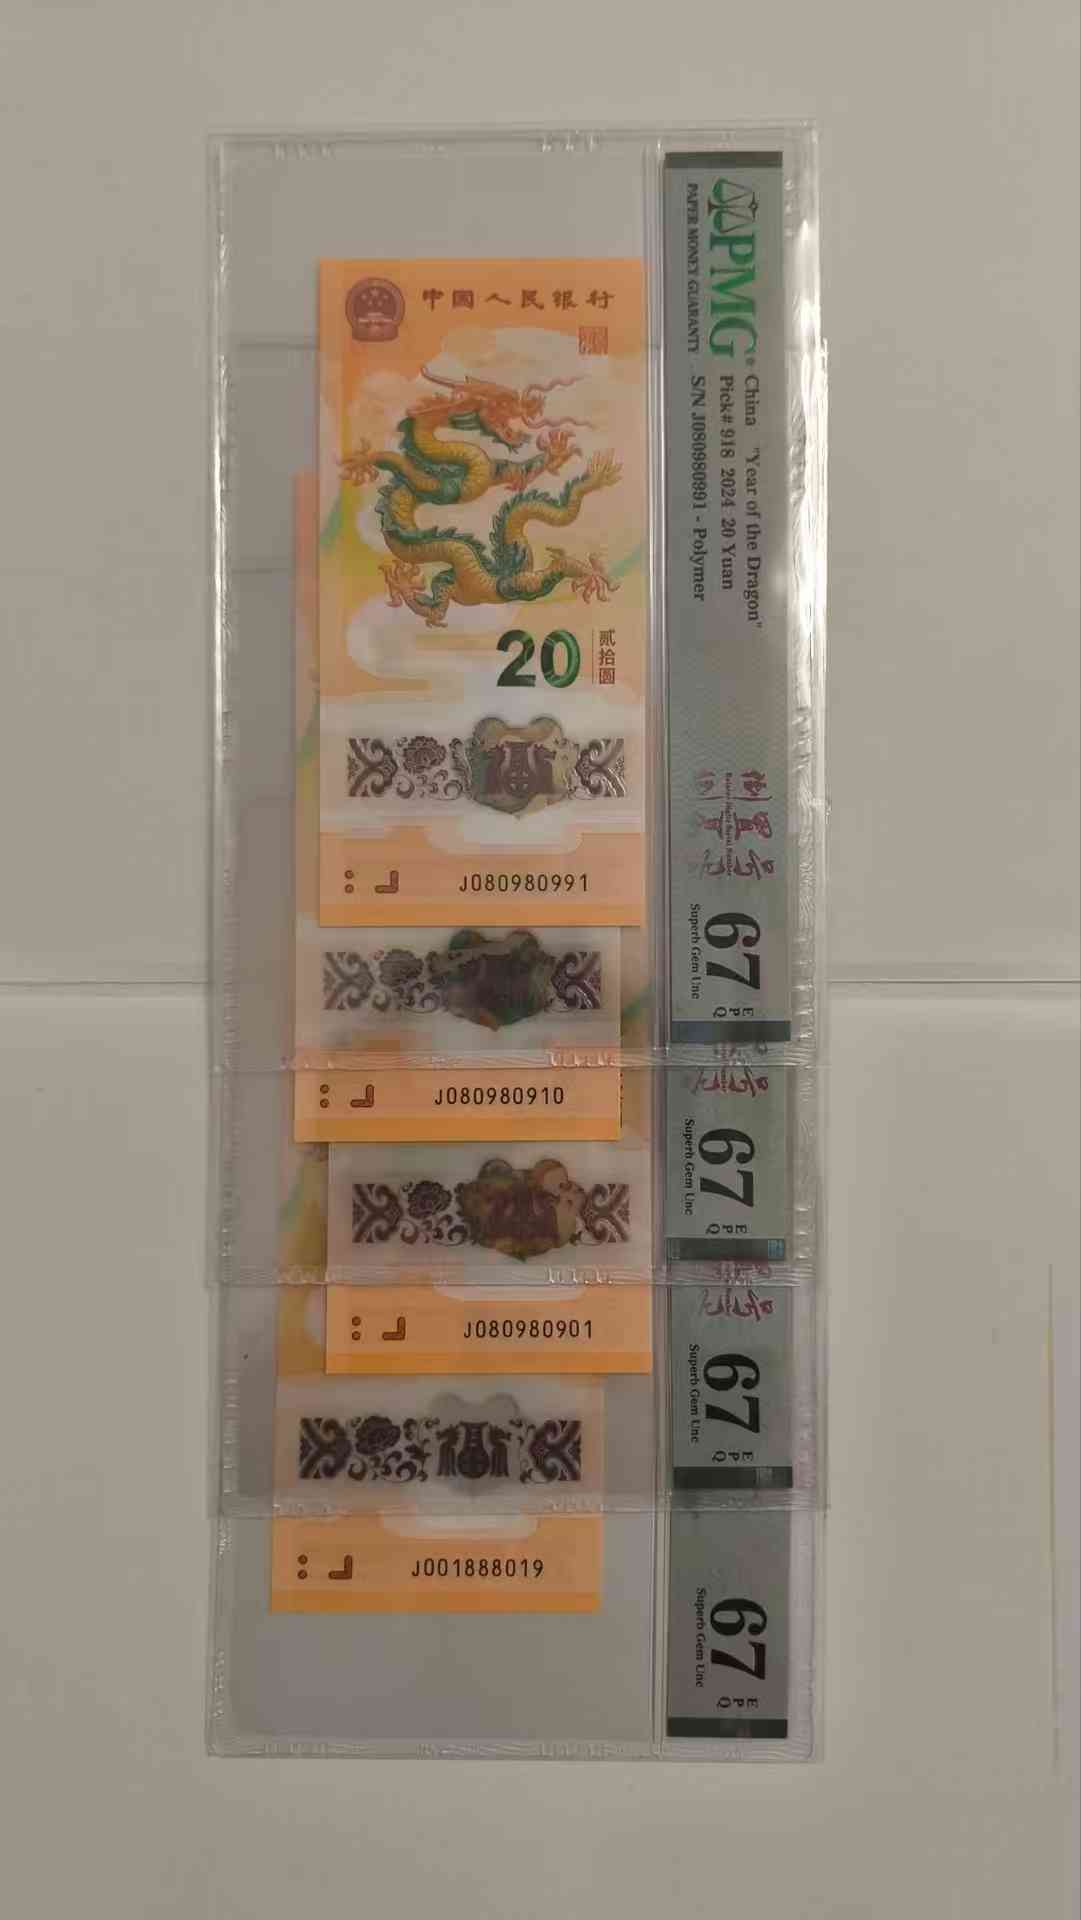 中国人民银行
20
贰拾圆
J080980991
J080980910
J080980901
J001888019
PMG
PAPER MONEY GUARANTY
China "Year of the Dragon"
Pick# 918 2024 20 Yuan
S/N J080980991 - Polymer
67 EPQ
Superb Gem Unc
67 EPQ
Superb Gem Unc
67 EPQ
Superb Gem Unc
67 EPQ
Superb Gem Unc